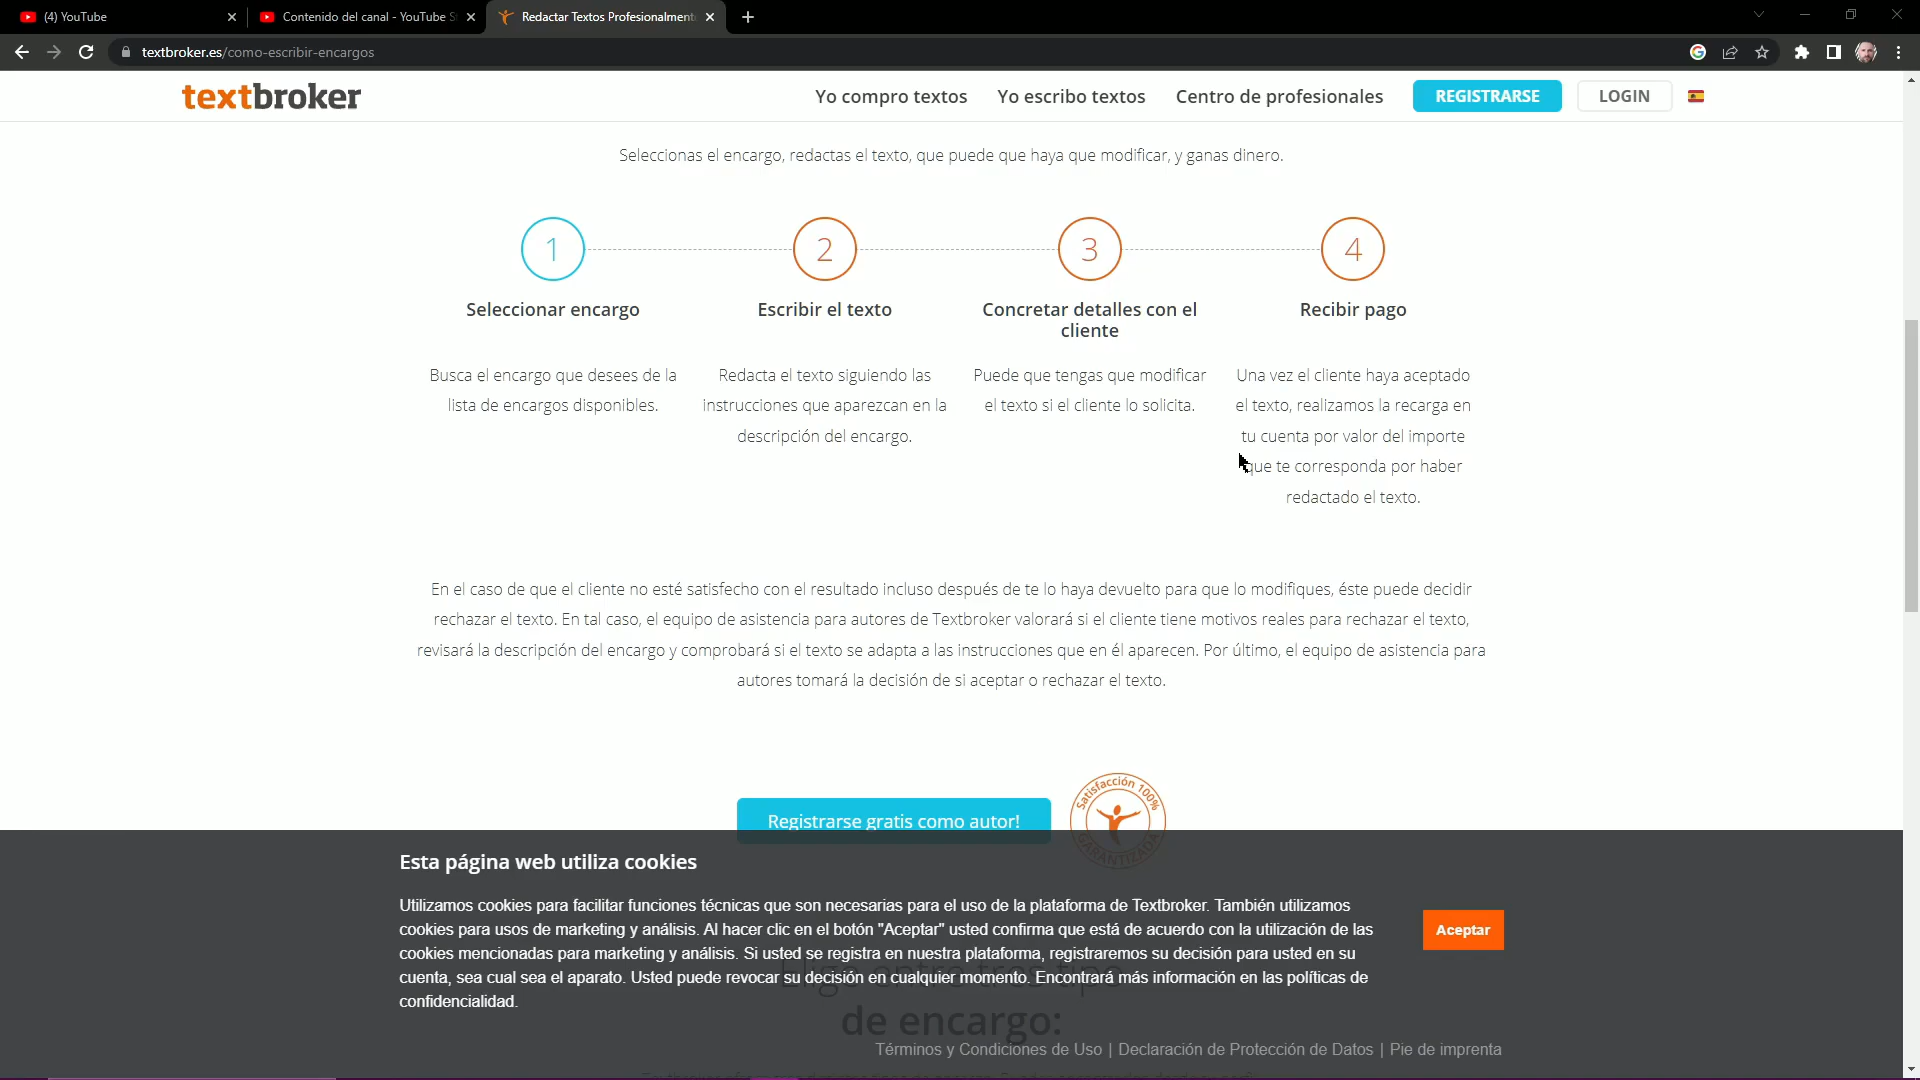 (4) YouTube
Contenido del canal - YouTube S
Redactar Textos Profesionalment
textbroker.es/como-escribir-encargos
textbroker
Yo compro textos
Yo escribo textos
Centro de profesionales
REGISTRARSE
LOGIN
Seleccionas el encargo, redactas el texto, que puede que haya que modificar, y ganas dinero.
1
2
3
4
Seleccionar encargo
Busca el encargo que desees de la
lista de encargos disponibles.
Escribir el texto
Redacta el texto siguiendo las
instrucciones que aparezcan en la
descripción del encargo.
Concretar detalles con el
cliente
Puede que tengas que modificar
el texto si el cliente lo solicita.
Recibir pago
Una vez el cliente haya aceptado
el texto, realizamos la recarga en
tu cuenta por valor del importe
que te corresponda por haber
redactado el texto.
En el caso de que el cliente no esté satisfecho con el resultado incluso después de te lo haya devuelto para que lo modifiques, éste puede decidir
rechazar el texto. En tal caso, el equipo de asistencia para autores de Textbroker valorará si el cliente tiene motivos reales para rechazar el texto,
revisará la descripción del encargo y comprobará si el texto se adapta a las instrucciones que en él aparecen. Por último, el equipo de asistencia para
autores tomará la decisión de si aceptar o rechazar el texto.
Registrarse gratis como autor!
Satisfacción 100%
GARANTIZADA
Esta página web utiliza cookies
Utilizamos cookies para facilitar funciones técnicas que son necesarias para el uso de la plataforma de Textbroker. También utilizamos
cookies para usos de marketing y análisis. Al hacer clic en el botón "Aceptar" usted confirma que está de acuerdo con la utilización de las
cookies mencionadas para marketing y análisis. Si usted se registra en nuestra plataforma, registraremos su decisión para usted en su
cuenta, sea cual sea el aparato. Usted puede revocar su decisión en cualquier momento. Encontrará más información en las políticas de
confidencialidad.
Aceptar
Elige entre tres tipo
de encargo:
Términos y Condiciones de Uso | Declaración de Protección de Datos | Pie de imprenta